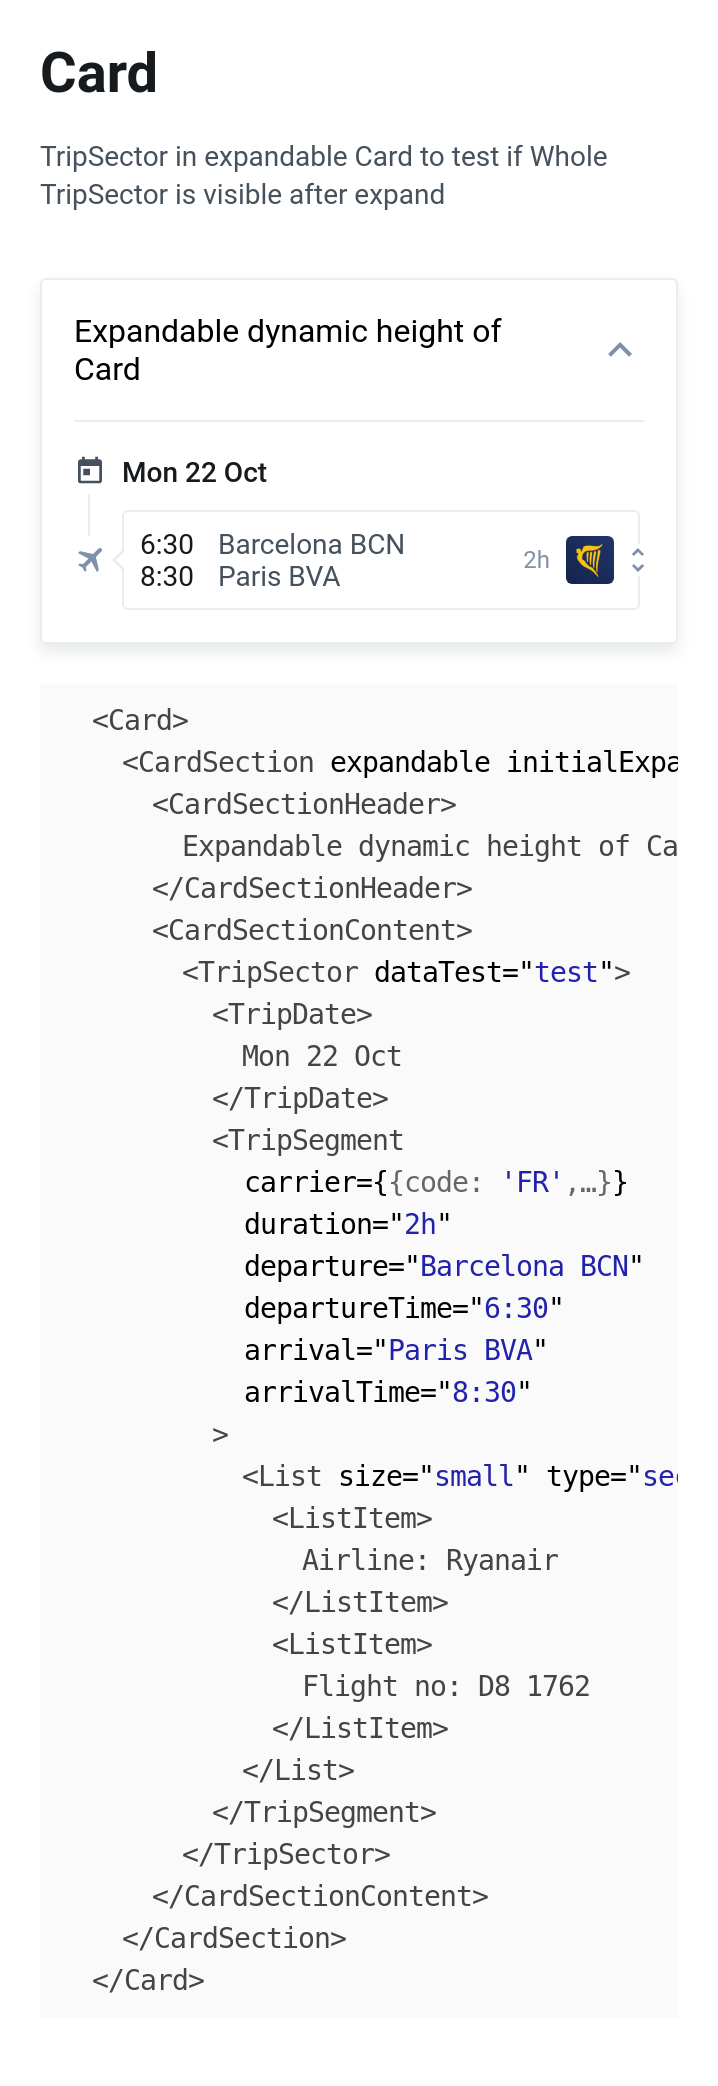 Card
TripSector in expandable Card to test if Whole
TripSector is visible after expand
Expandable dynamic height of
Card
Mon 22 Oct
6:30 Barcelona BCN
8:30 Paris BVA
2h
<Card>
<CardSection expandable initialExpa
<CardSectionHeader>
Expandable dynamic height of Ca
</CardSectionHeader>
<CardSectionContent>
<TripSector dataTest="test">
<TripDate>
Mon 22 Oct
</TripDate>
<TripSegment
carrier={{code: 'FR',…}}
duration="2h"
departure="Barcelona BCN"
departureTime="6:30"
arrival="Paris BVA"
arrivalTime="8:30"
>
<List size="small" type="sec
<ListItem>
Airline: Ryanair
</ListItem>
<ListItem>
Flight no: D8 1762
</ListItem>
</List>
</TripSegment>
</TripSector>
</CardSectionContent>
</CardSection>
</Card>